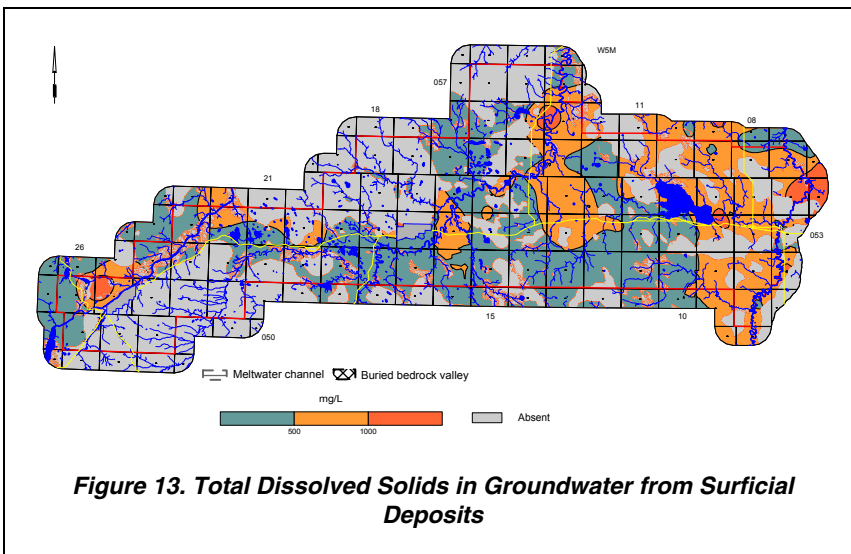 W5M
057
18
11
08
21
26
053
050
15
10
Meltwater channel Buried bedrock valley
mg/L
500 1000
Absent
Figure 13. Total Dissolved Solids in Groundwater from Surficial
Deposits